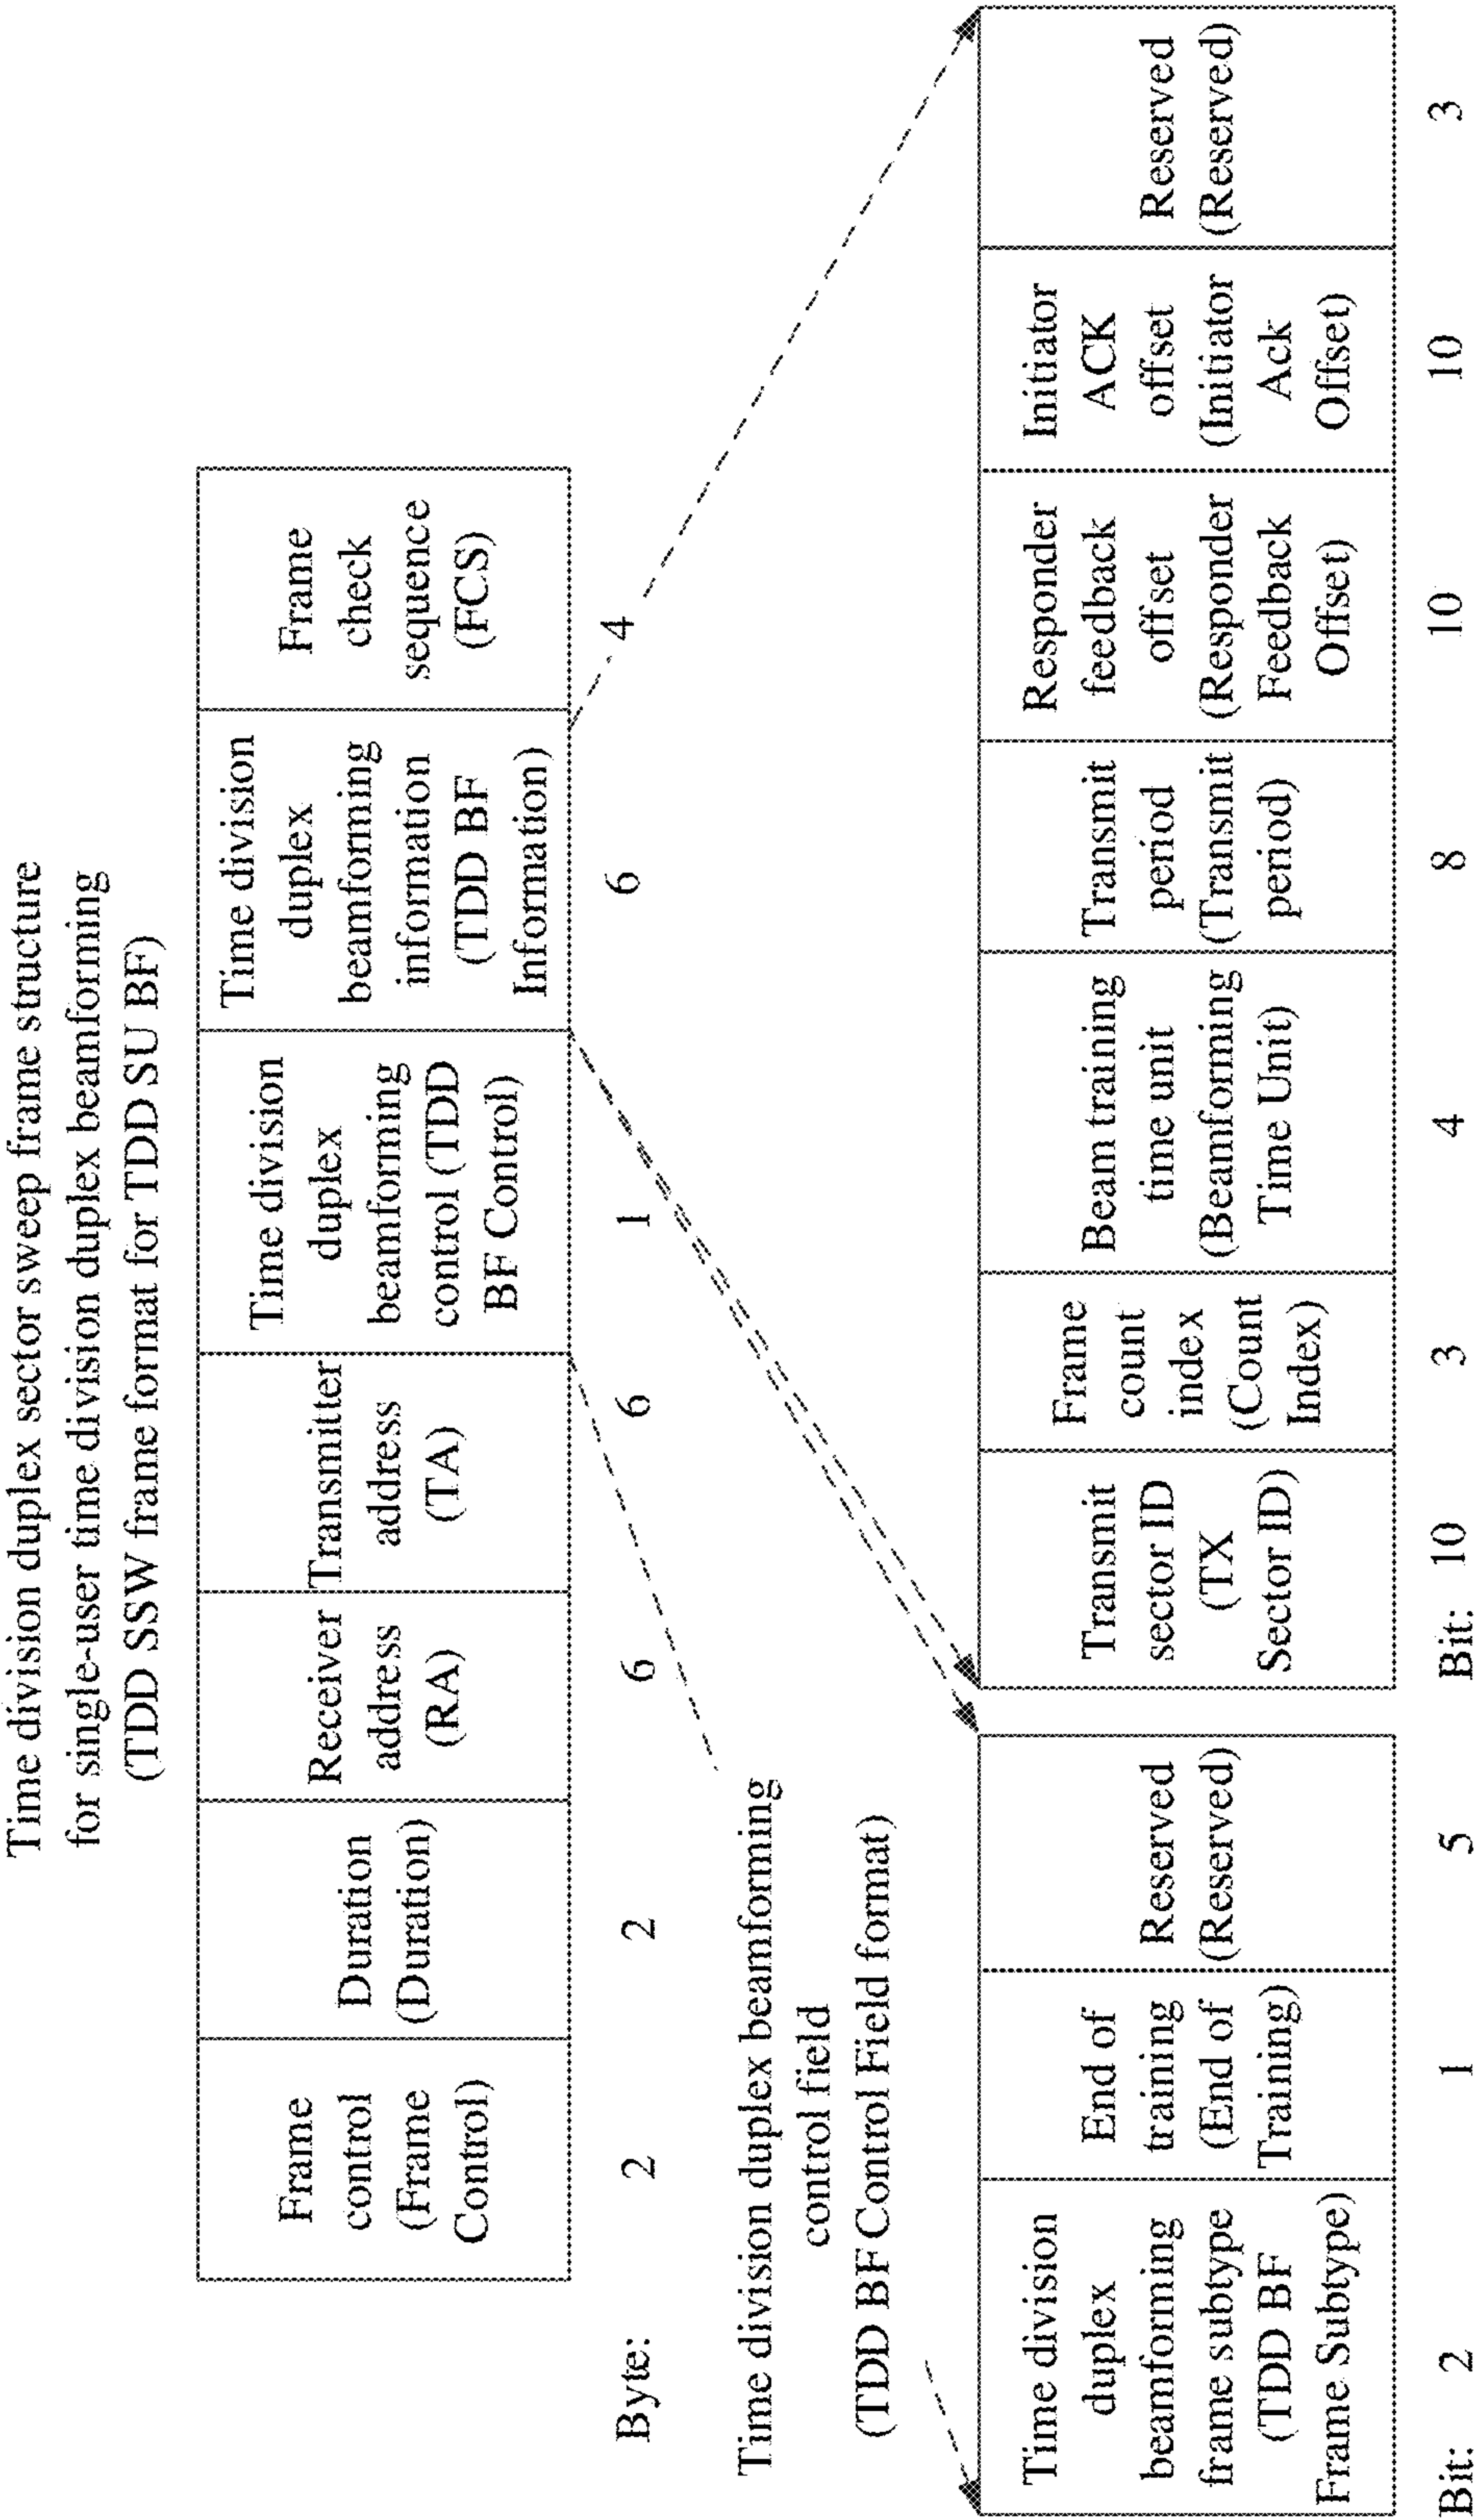 Time division duplex sector sweep frame structure
for single-user time division duplex beamforming
(TDD SSW frame format for TDD SU BF)
Frame
control
(Frame
Control)
Duration
(Duration)
Receiver
address
(RA)
Transmitter
address
(TA)
Time division
duplex
beamforming
control (TDD
BF Control)
Time division
duplex
beamforming
information
(TDD BF
Information)
Frame
check
sequence
(FCS)
Byte: 2 2 6 6 1 6 4
Time division duplex beamforming
control field
(TDD BF Control Field format)
Time division
duplex
beamforming
frame subtype
(TDD BF
Frame Subtype)
End of
training
(End of
Training)
Reserved
(Reserved)
Bit: 2 1 5
Transmit
sector ID
(TX
Sector ID)
Frame
count
index
(Count
Index)
Beam training
time unit
(Beamforming
Time Unit)
Transmit
period
(Transmit
period)
Responder
feedback
offset
(Responder
Feedback
Offset)
Initiator
ACK
offset
(Initiator
Ack
Offset)
Reserved
(Reserved)
Bit: 10 3 4 8 10 10 3